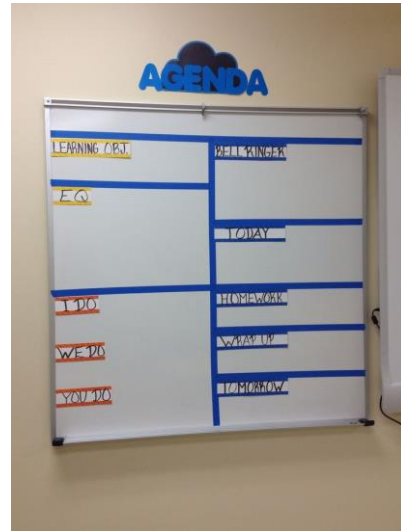 AGENDA
LEARNING OBJ.
EQ
I DO
WE DO
YOU DO
BELL RINGER
TODAY
HOMEWORK
WRAP UP
TOMORROW